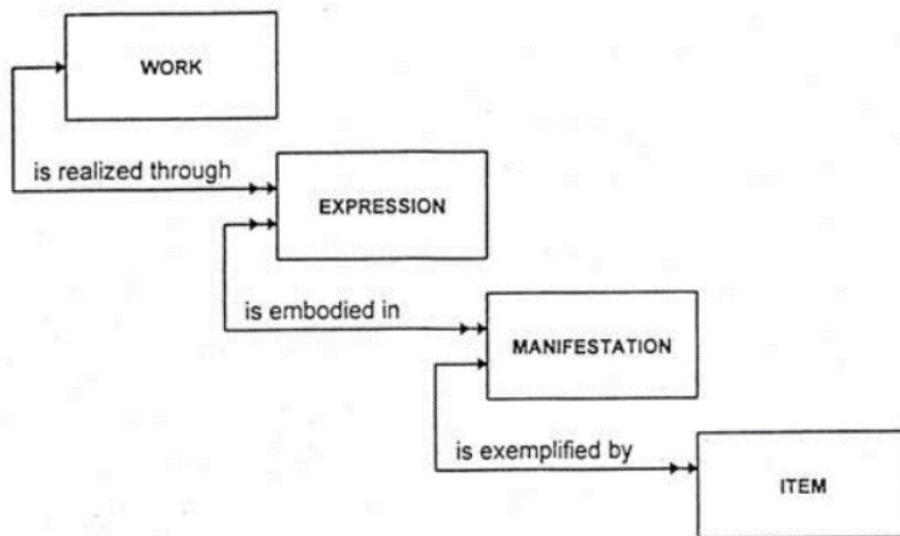 WORK
is realized through
EXPRESSION
is embodied in
MANIFESTATION
is exemplified by
ITEM